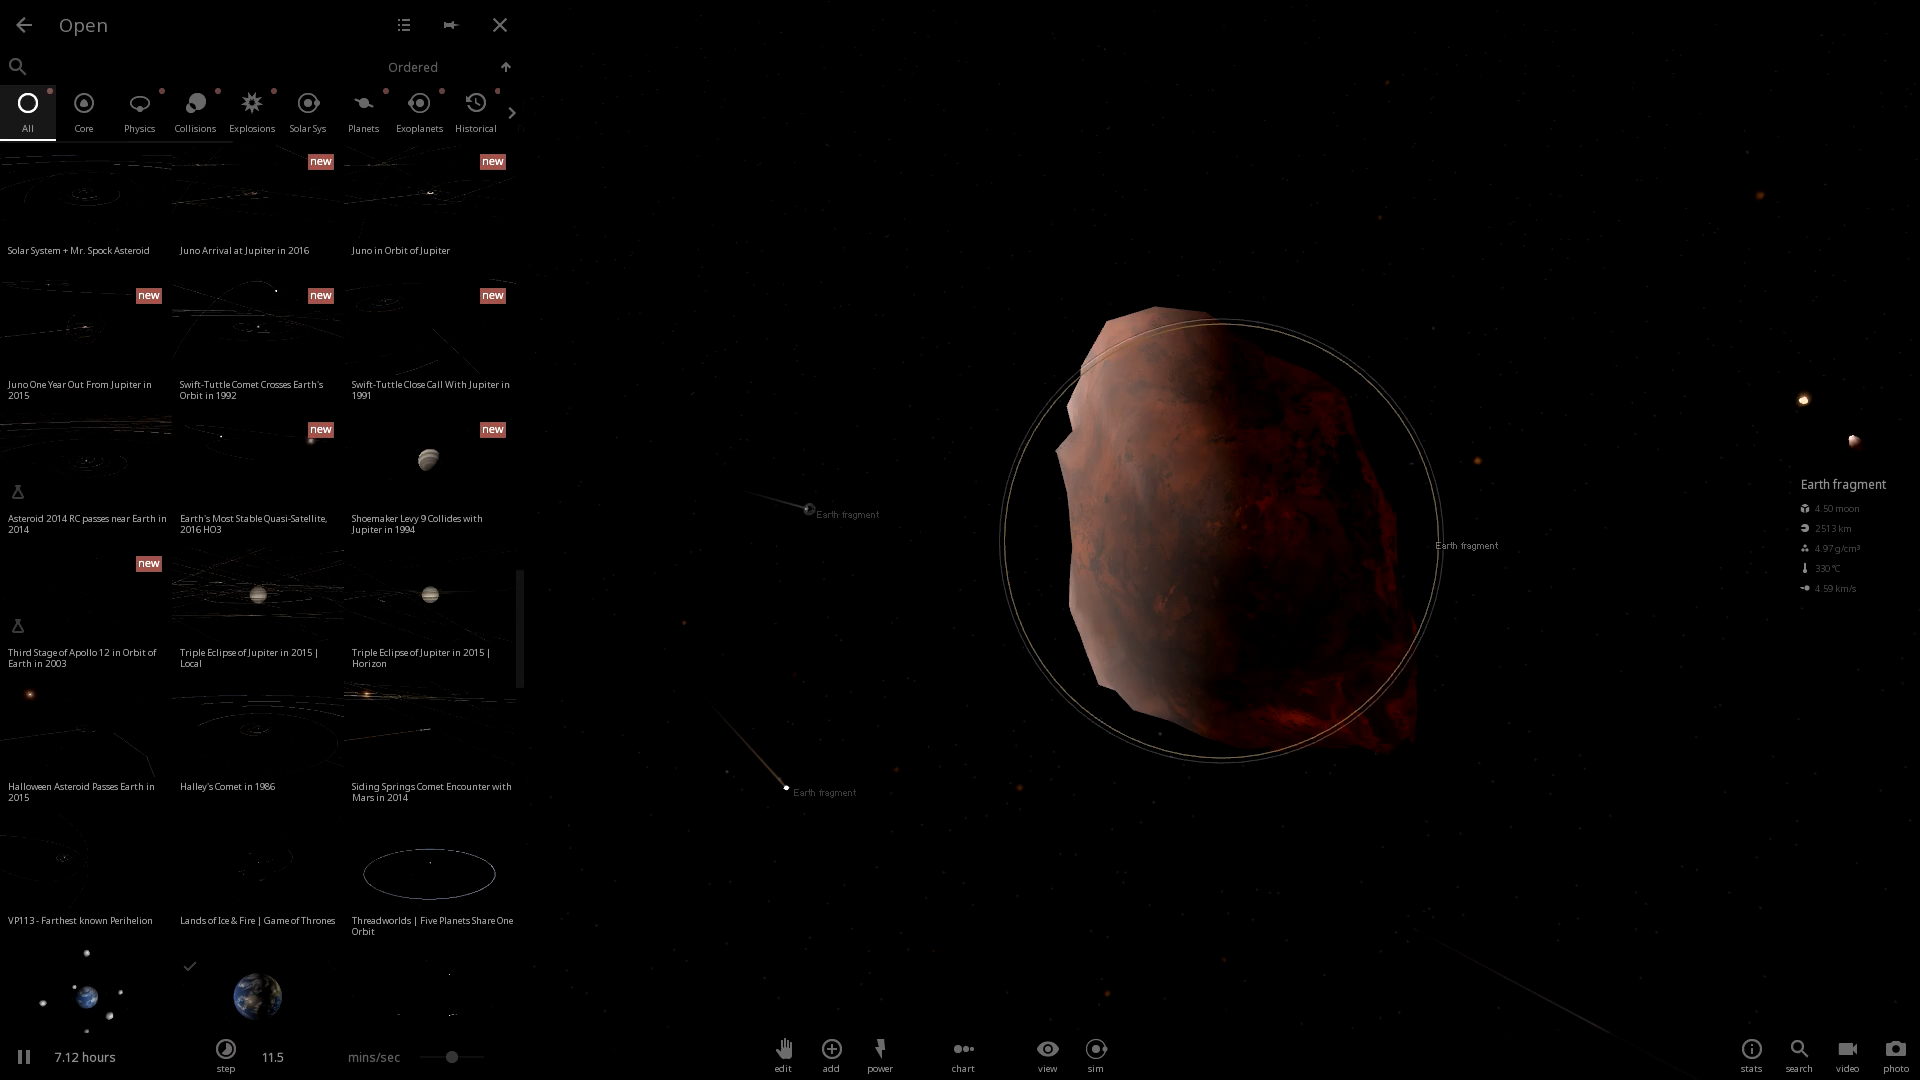 Open
Ordered
All
Core
Physics
Collisions
Explosions
Solar Sys
Planets
Exoplanets
Historical
new
new
Solar System + Mr. Spock Asteroid
Juno Arrival at Jupiter in 2016
Juno in Orbit of Jupiter
new
new
new
Juno One Year Out From Jupiter in
2015
Swift-Tuttle Comet Crosses Earth's
Orbit in 1992
Swift-Tuttle Close Call With Jupiter in
1991
new
new
Asteroid 2014 RC passes near Earth in
2014
Earth's Most Stable Quasi-Satellite,
2016 HO3
Shoemaker Levy 9 Collides with
Jupiter in 1994
new
Third Stage of Apollo 12 in Orbit of
Earth in 2003
Triple Eclipse of Jupiter in 2015 |
Local
Triple Eclipse of Jupiter in 2015 |
Horizon
Halloween Asteroid Passes Earth in
2015
Halley's Comet in 1986
Siding Springs Comet Encounter with
Mars in 2014
VP113 - Farthest known Perihelion
Lands of Ice & Fire | Game of Thrones
Threadworlds | Five Planets Share One
Orbit
7.12 hours
step
11.5
mins/sec
Earth fragment
Earth fragment
Earth fragment
Earth fragment
4.50 moon
2513 km
4.97 g/cm³
330 °C
4.59 km/s
edit
add
power
chart
view
sim
stats
search
video
photo